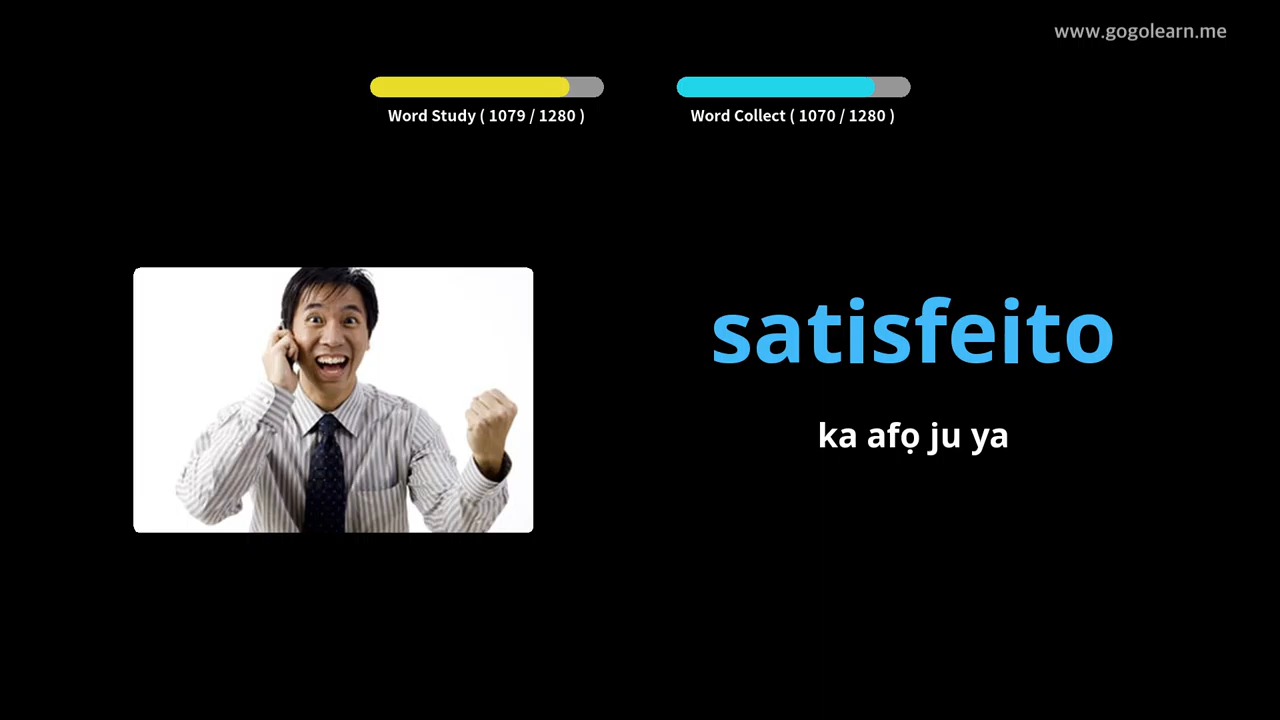 www.gogolearn.me
Word Study ( 1079 / 1280 )
Word Collect ( 1070 / 1280 )
satisfeito
ka afọ ju ya